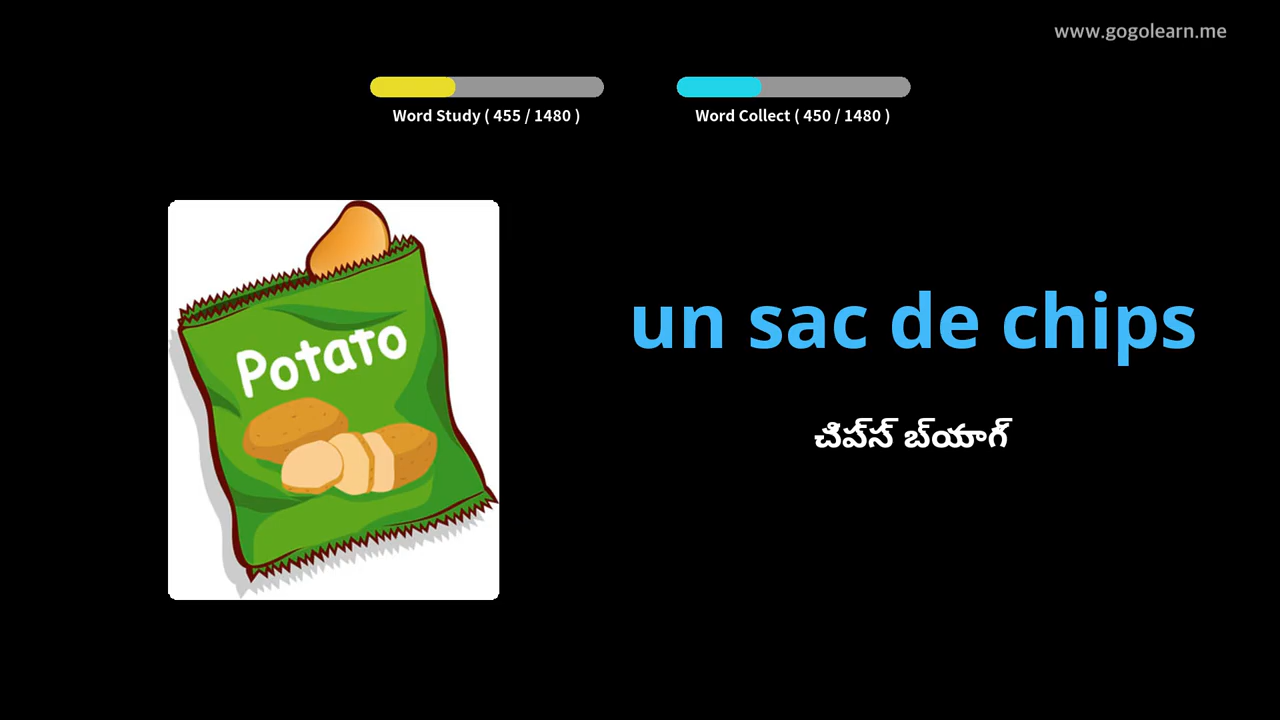 www.gogolearn.me
Word Study ( 455 / 1480 )
Word Collect ( 450 / 1480 )
Potato
un sac de chips
చిప్‌స్ బ్‌యాగ్